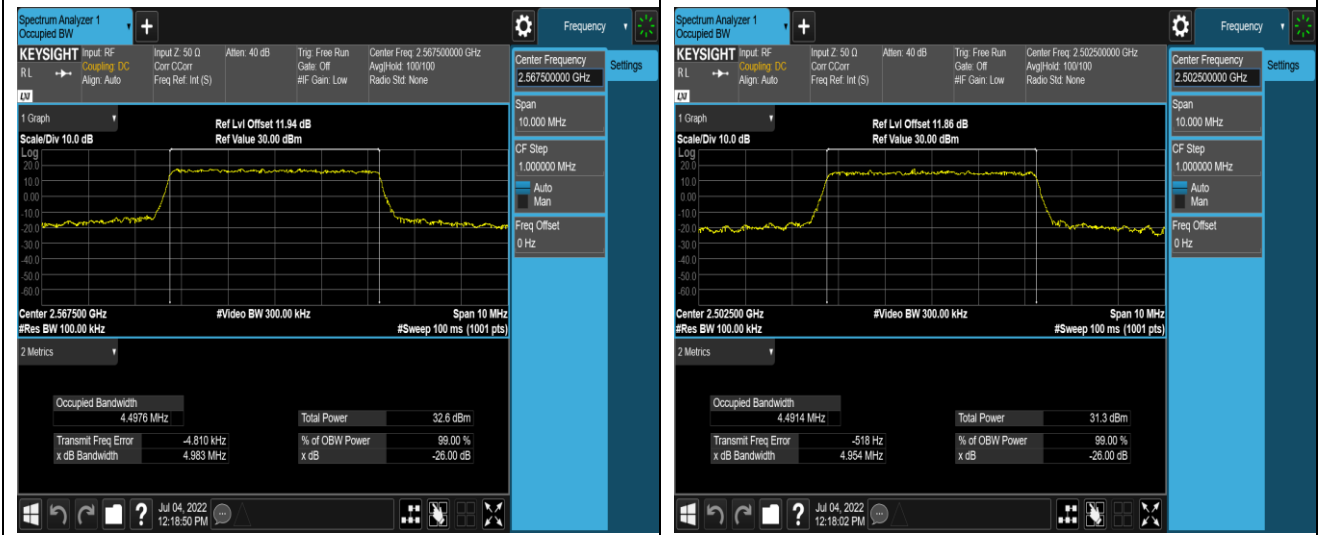 Spectrum Analyzer 1
Occupied BW
Frequency
KEYSIGHT Input: RF Input Z: 50 Ω Atten: 40 dB Trig: Free Run Center Freq: 2.567500000 GHz
Coupling: DC Corr CCorr Gate: Off Avg|Hold: 100/100
RL Align: Auto Freq Ref: Int (S) #IF Gain: Low Radio Std: None
LXI
Center Frequency
2.567500000 GHz
Settings
Span
10.000 MHz
CF Step
1.000000 MHz
Auto
Man
Freq Offset
0 Hz
1 Graph
Ref Lvl Offset 11.94 dB
Scale/Div 10.0 dB Ref Value 30.00 dBm
Log
20.0
10.0
0.00
-10.0
-20.0
-30.0
-40.0
-50.0
-60.0
Center 2.567500 GHz #Video BW 300.00 kHz Span 10 MHz
#Res BW 100.00 kHz #Sweep 100 ms (1001 pts)
2 Metrics
Occupied Bandwidth
4.4976 MHz Total Power 32.6 dBm
Transmit Freq Error -4.810 kHz % of OBW Power 99.00 %
x dB Bandwidth 4.983 MHz x dB -26.00 dB
?
Jul 04, 2022
12:18:50 PM
Spectrum Analyzer 1
Occupied BW
Frequency
KEYSIGHT Input: RF Input Z: 50 Ω Atten: 40 dB Trig: Free Run Center Freq: 2.502500000 GHz
Coupling: DC Corr CCorr Gate: Off Avg|Hold: 100/100
RL Align: Auto Freq Ref: Int (S) #IF Gain: Low Radio Std: None
LXI
Center Frequency
2.502500000 GHz
Settings
Span
10.000 MHz
CF Step
1.000000 MHz
Auto
Man
Freq Offset
0 Hz
1 Graph
Ref Lvl Offset 11.86 dB
Scale/Div 10.0 dB Ref Value 30.00 dBm
Log
20.0
10.0
0.00
-10.0
-20.0
-30.0
-40.0
-50.0
-60.0
Center 2.502500 GHz #Video BW 300.00 kHz Span 10 MHz
#Res BW 100.00 kHz #Sweep 100 ms (1001 pts)
2 Metrics
Occupied Bandwidth
4.4914 MHz Total Power 31.3 dBm
Transmit Freq Error -518 Hz % of OBW Power 99.00 %
x dB Bandwidth 4.954 MHz x dB -26.00 dB
?
Jul 04, 2022
12:18:02 PM